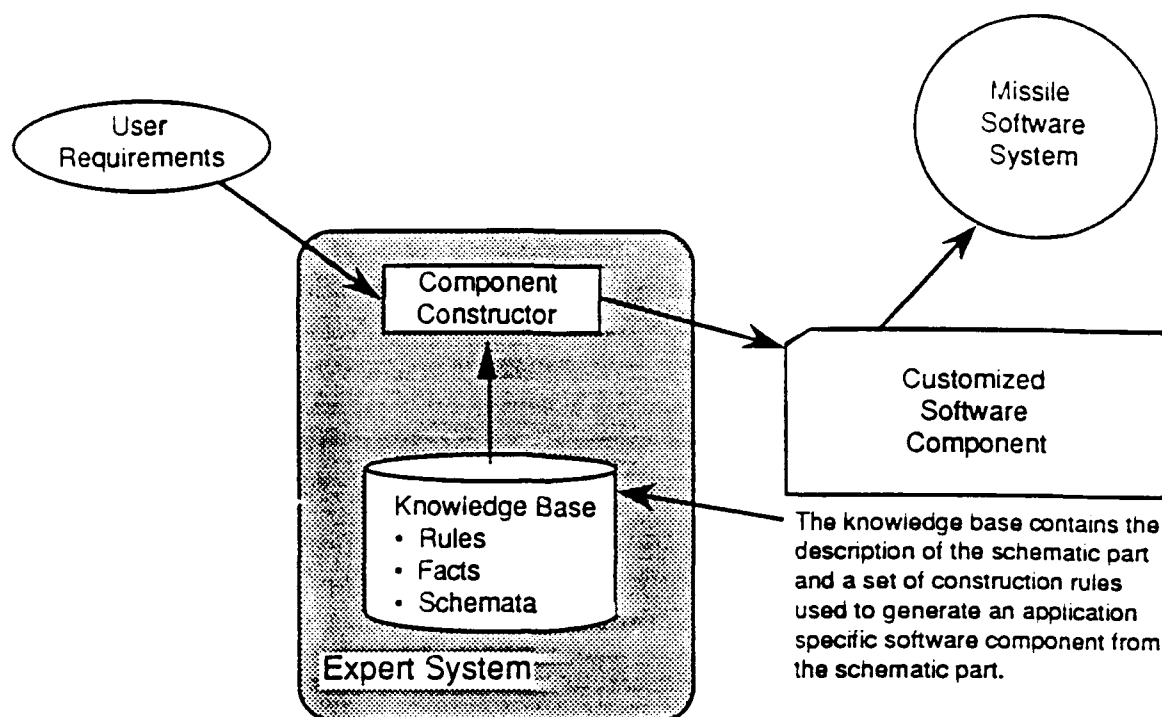 User
Requirements
Missile
Software
System
Component
Constructor
Customized
Software
Component
Knowledge Base
• Rules
• Facts
• Schemata
Expert System
The knowledge base contains the
description of the schematic part
and a set of construction rules
used to generate an application
specific software component from
the schematic part.